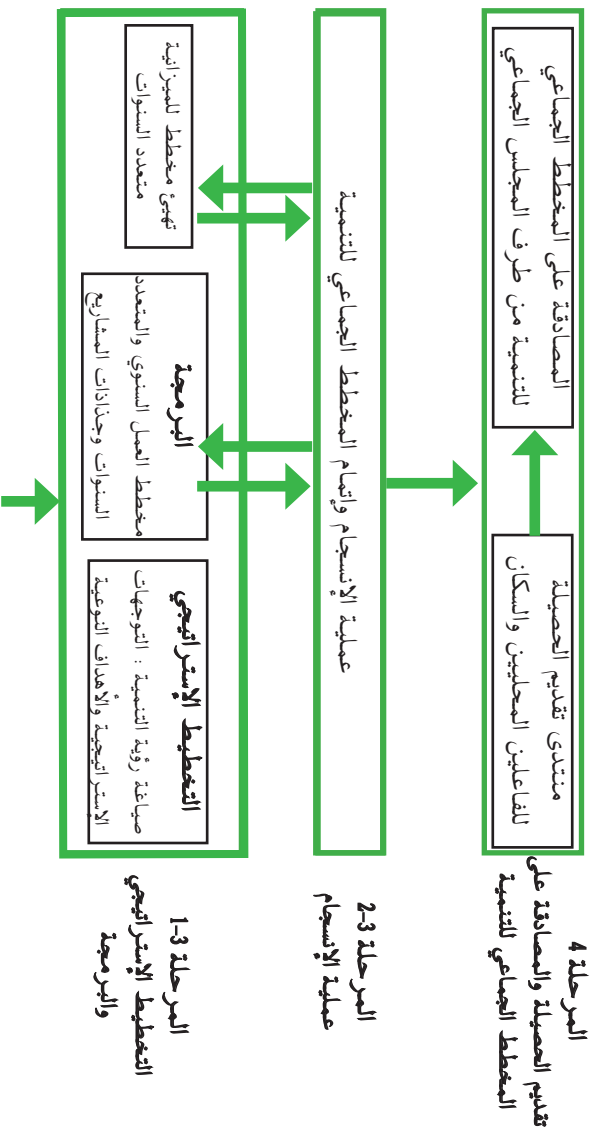 المرحلة 4
تقديم الحصيلة والمصادقة على
المخطط الجماعي للتنمية
منتدى تقديم الحصيلة
للفاعلين المحليين والسكان
المصادقة على المخطط الجماعي
للتنمية من طرف المجلس الجماعي
المرحلة 2-3
عملية الإنسجام
عملية الإنسجام وإتمام المخطط الجماعي للتنمية
المرحلة 1-3
التخطيط الإستراتيجي
والبرمجة
التخطيط الإستراتيجي
صياغة رؤية التنمية : التوجهات
الإستراتيجية والأهداف النوعية
البرمجة
مخطط العمل السنوي والمتعدد
السنوات وجذاذات المشاريع
تهيئ مخطط للميزانية
متعدد السنوات